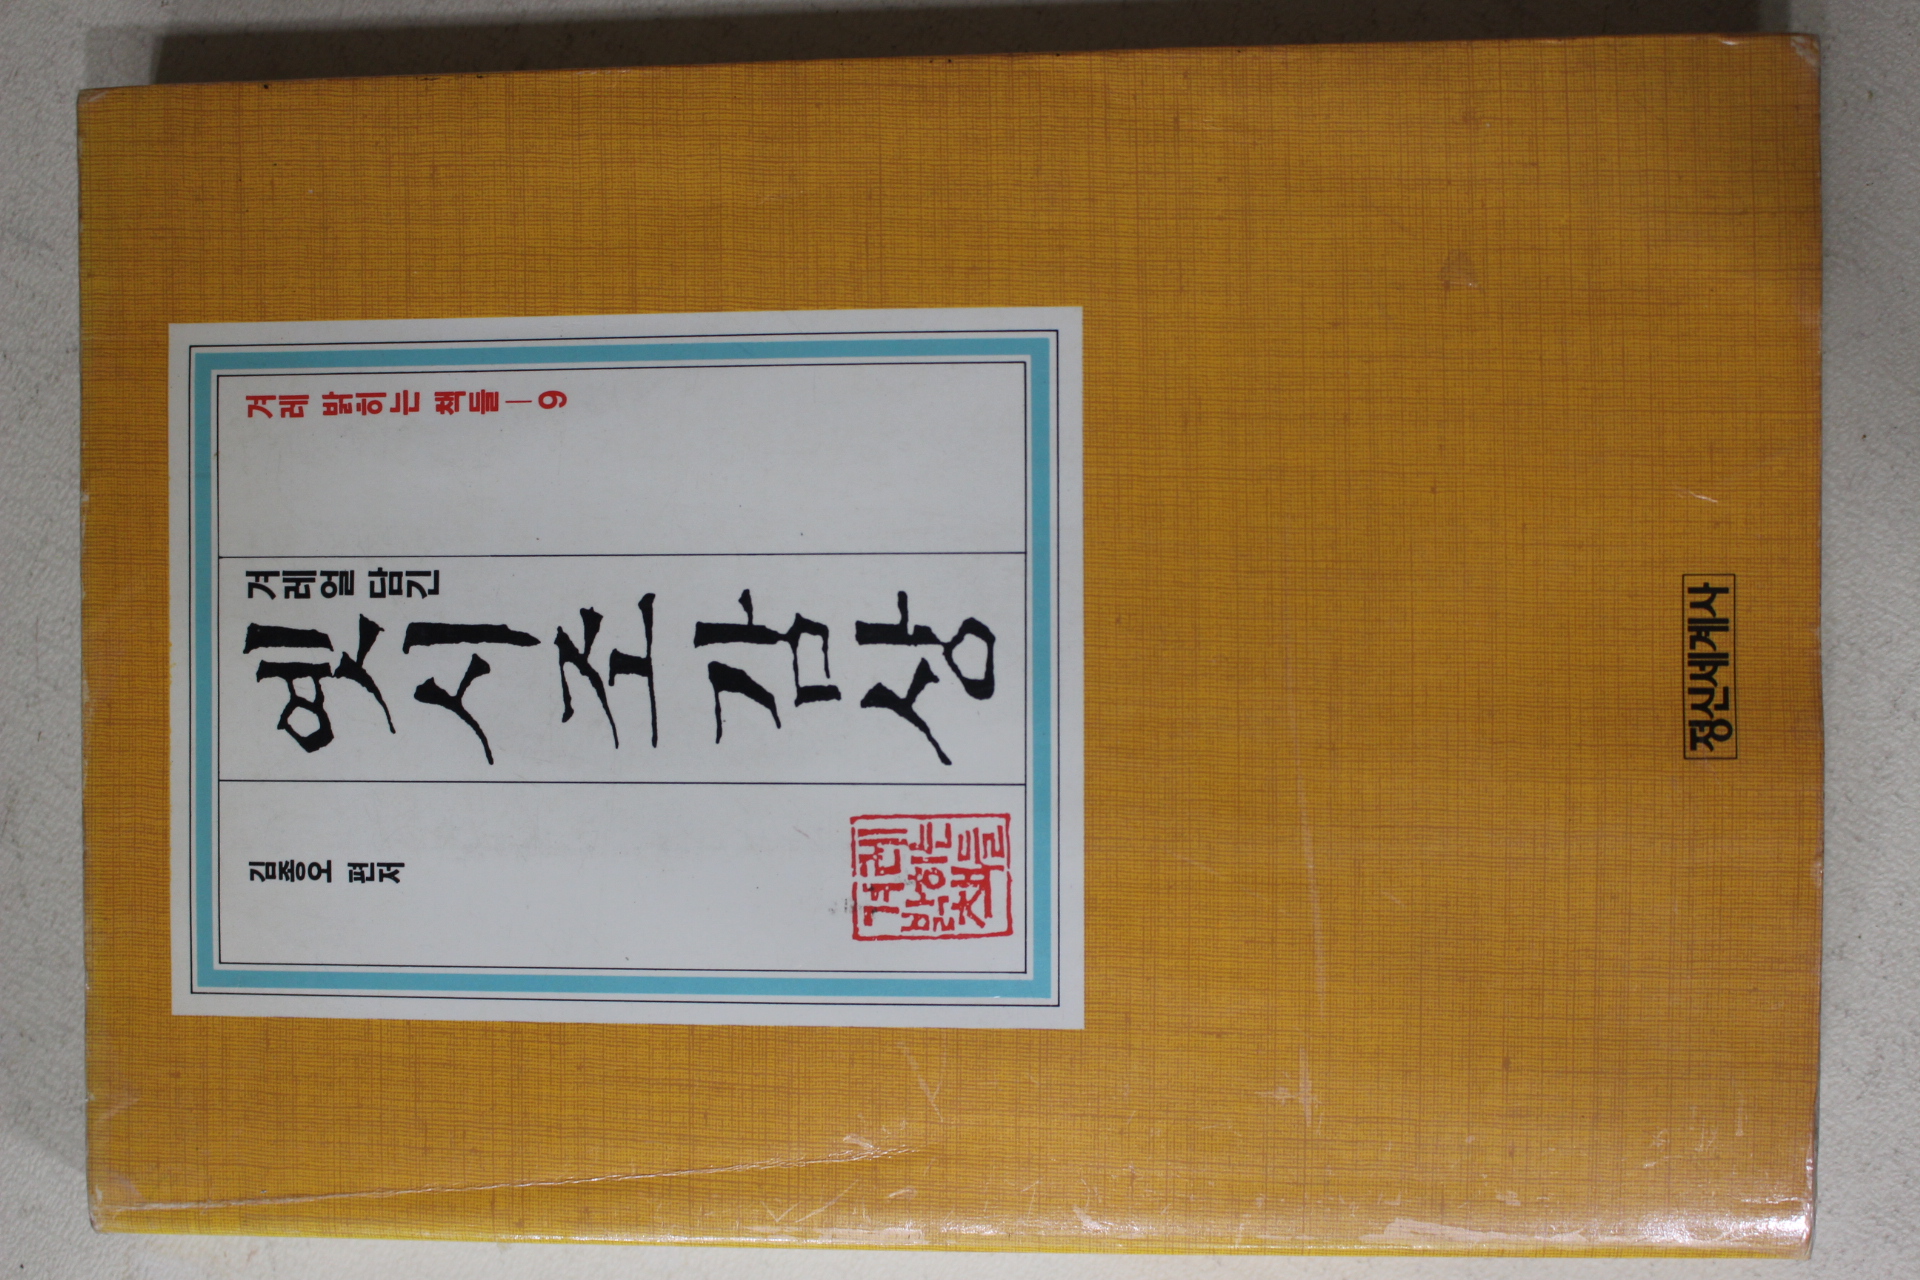 겨레 밝히는 책들—9
겨레얼 담긴
옛시조감상
김종오 편저
겨레
밝히는
책들
정신세계사